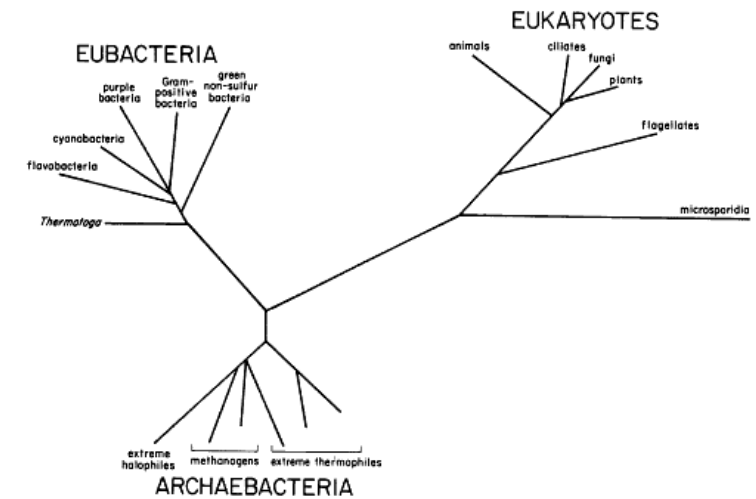 EUKARYOTES
EUBACTERIA
animals
ciliates
fungi
plants
flagellates
microsporidia
purple
bacteria
Gram-
positive
bacteria
green
non-sulfur
bacteria
cyanobacteria
flavobacteria
Thermotoga
extreme
halophiles
methanogens
extreme thermophiles
ARCHAEBACTERIA